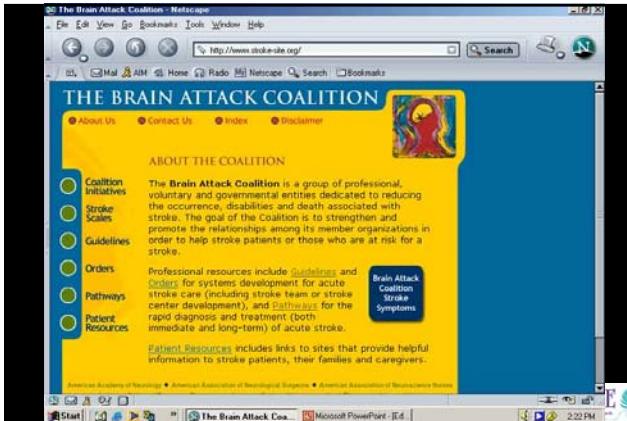 The Brain Attack Coalition - Netscape
File Edit View Go Bookmarks Tools Window Help
http://www.stroke-site.org/
Search
N
Mail AIM Home Radio My Netscape Search Bookmarks
THE BRAIN ATTACK COALITION
About Us Contact Us Index Disclaimer
Coalition Initiatives
Stroke Scales
Guidelines
Orders
Pathways
Patient Resources
ABOUT THE COALITION
The Brain Attack Coalition is a group of professional,
voluntary and governmental entities dedicated to reducing
the occurrence, disabilities and death associated with
stroke. The goal of the Coalition is to strengthen and
promote the relationships among its member organizations in
order to help stroke patients or those who are at risk for a
stroke.
Professional resources include Guidelines and
Orders for systems development for acute
stroke care (including stroke team or stroke
center development), and Pathways for the
rapid diagnosis and treatment (both
immediate and long-term) of acute stroke.
Brain Attack
Coalition
Stroke
Symptoms
Patient Resources includes links to sites that provide helpful
information to stroke patients, their families and caregivers.
American Academy of Neurology American Association of Neurological Surgeons American Association of Neuroscience Nurses
Start The Brain Attack Coa... Microsoft PowerPoint - [Ed... 2:22 PM
E